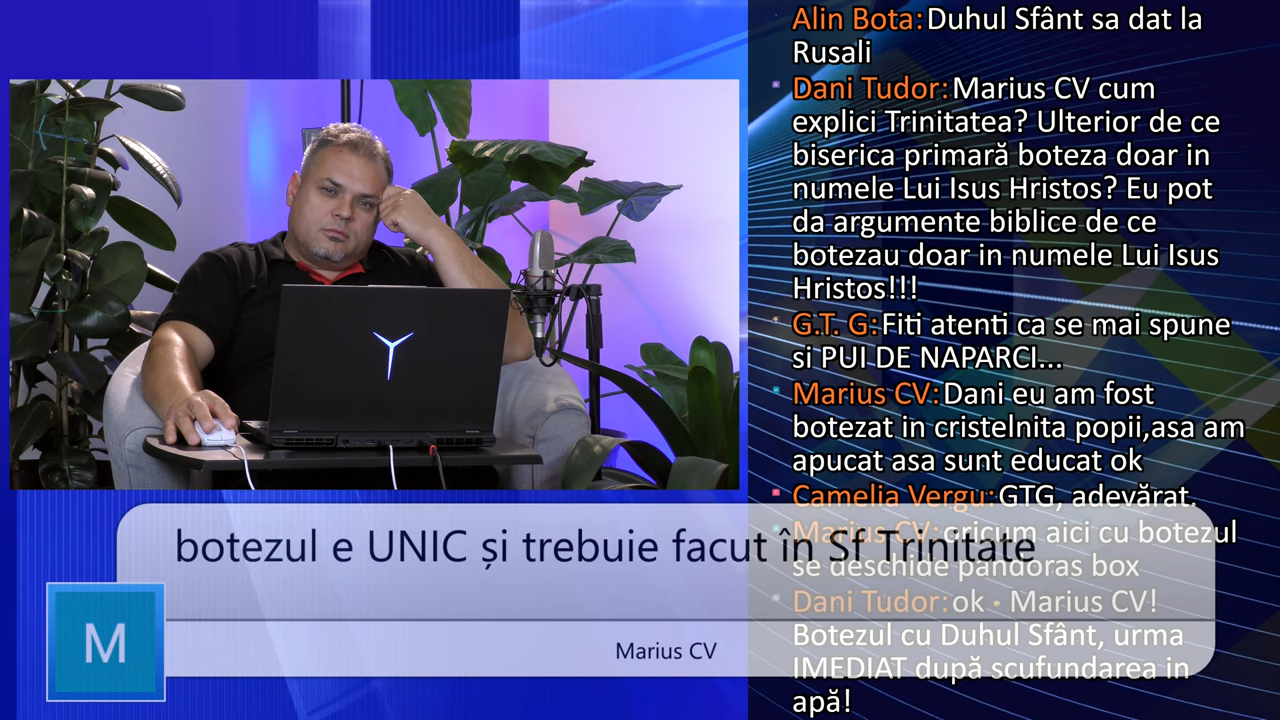 Alin Bota: Duhul Sfânt sa dat la
Rusali
Dani Tudor: Marius CV cum
explici Trinitatea? Ulterior de ce
biserica primară boteza doar in
numele Lui Isus Hristos? Eu pot
da argumente biblice de ce
botezau doar in numele Lui Isus
Hristos!!!
G.T. G: Fiti atenti ca se mai spune
si PUI DE NAPARCI...
Marius CV: Dani eu am fost
botezat in cristelnita popii,asa am
apucat asa sunt educat ok
Camelia Vergu: GTG, adevărat.
Marius CV: oricum aici cu botezul
se deschide pandoras box
Dani Tudor: ok • Marius CV!
Botezul cu Duhul Sfânt, urma
IMEDIAT după scufundarea in
apă!
botezul e UNIC și trebuie facut în Sf Trinitate
M
Marius CV